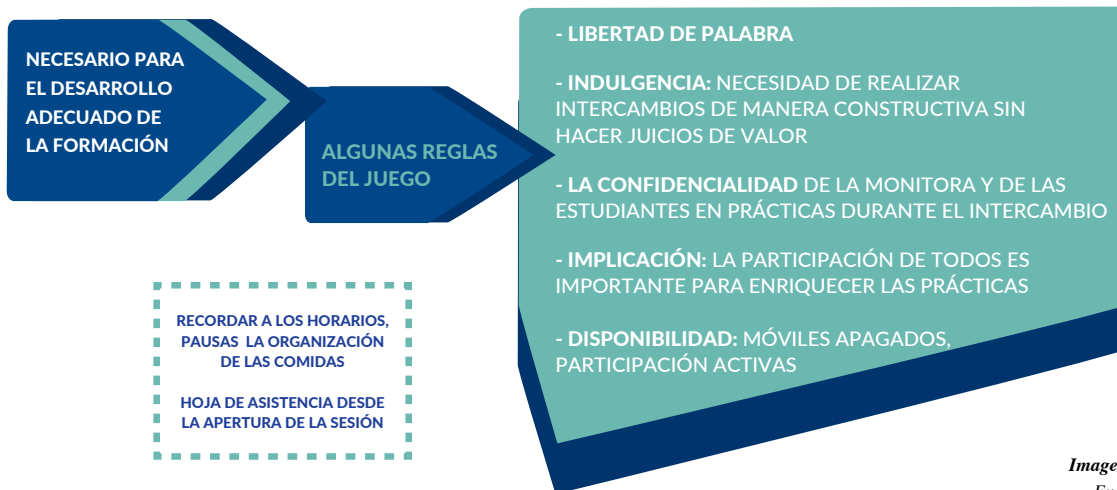 NECESARIO PARA
EL DESARROLLO
ADECUADO DE
LA FORMACIÓN
ALGUNAS REGLAS
DEL JUEGO
- LIBERTAD DE PALABRA
- INDULGENCIA: NECESIDAD DE REALIZAR
INTERCAMBIOS DE MANERA CONSTRUCTIVA SIN
HACER JUICIOS DE VALOR
- LA CONFIDENCIALIDAD DE LA MONITORA Y DE LAS
ESTUDIANTES EN PRÁCTICAS DURANTE EL INTERCAMBIO
- IMPLICACIÓN: LA PARTICIPACIÓN DE TODOS ES
IMPORTANTE PARA ENRIQUECER LAS PRÁCTICAS
- DISPONIBILIDAD: MÓVILES APAGADOS,
PARTICIPACIÓN ACTIVAS
RECORDAR A LOS HORARIOS,
PAUSAS LA ORGANIZACIÓN
DE LAS COMIDAS
HOJA DE ASISTENCIA DESDE
LA APERTURA DE LA SESIÓN
Image